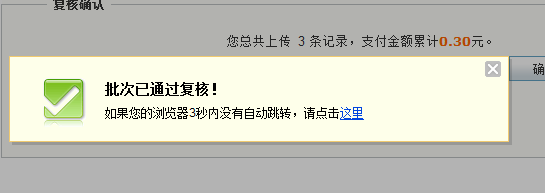 复核确认
您总共上传 3 条记录，支付金额累计0.30元。
确
批次已通过复核！
如果您的浏览器3秒内没有自动跳转，请点击这里